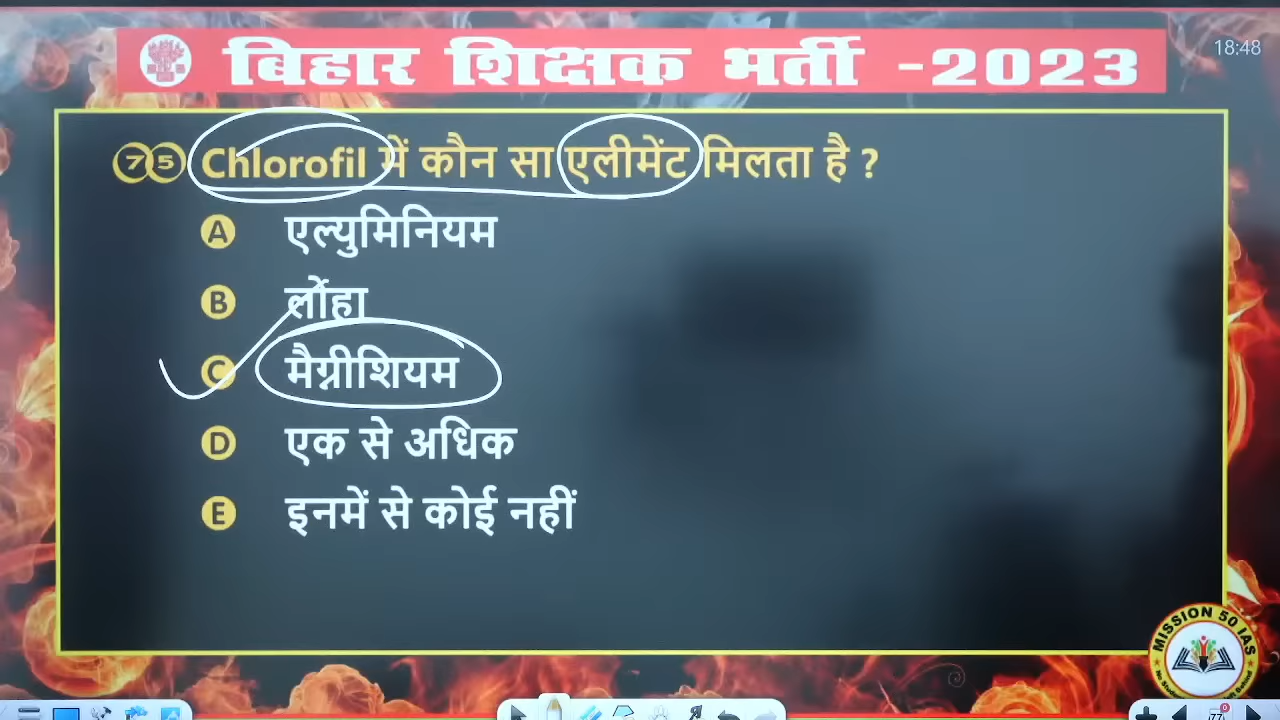 बिहार शिक्षक भर्ती -2023
18:48
75 Chlorofil में कौन सा एलीमेंट मिलता है ?
A एल्युमिनियम
B लोंहा
C मैग्नीशियम
D एक से अधिक
E इनमें से कोई नहीं
MISSION 50 IAS